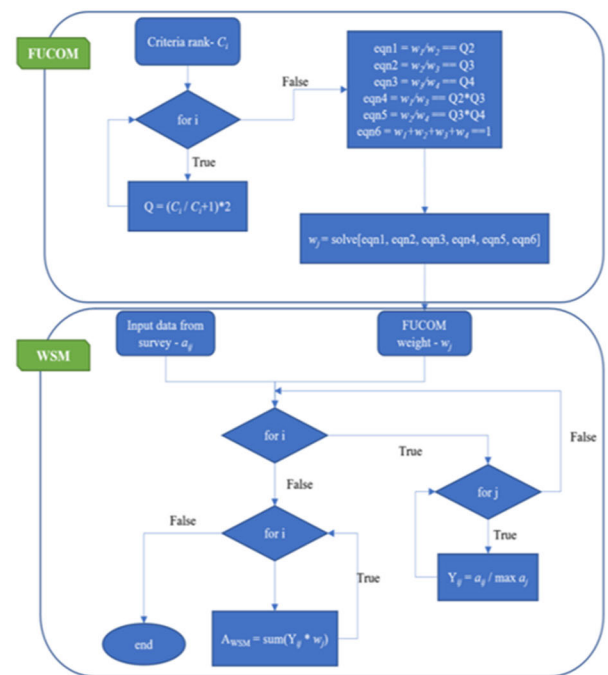 FUCOM
Criteria rank- Cᵢ
for i
False
True
Q = (Cᵢ / Cᵢ+1)*2
eqn1 = w₁/w₂ == Q2
eqn2 = w₂/w₃ == Q3
eqn3 = w₃/w₄ == Q4
eqn4 = w₁/w₃ == Q2*Q3
eqn5 = w₂/w₄ == Q3*Q4
eqn6 = w₁+w₂+w₃+w₄ ==1
wⱼ = solve[eqn1, eqn2, eqn3, eqn4, eqn5, eqn6]
WSM
Input data from
survey - aᵢⱼ
FUCOM
weight - wⱼ
for i
True
False
False
for j
True
Yᵢⱼ = aᵢⱼ / max aⱼ
False
for i
True
end
A_WSM = sum(Yᵢⱼ * wⱼ)